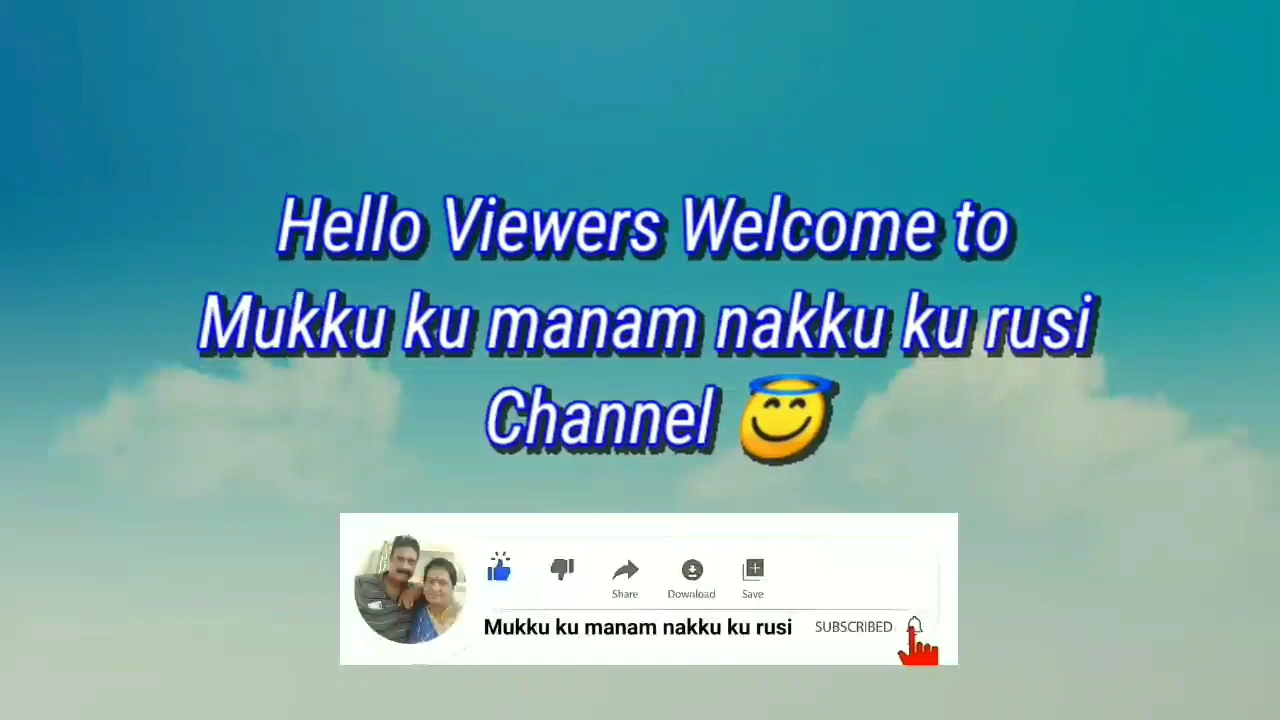 Hello Viewers Welcome to
Mukku ku manam nakku ku rusi
Channel 😇
Share Download Save
Mukku ku manam nakku ku rusi SUBSCRIBED